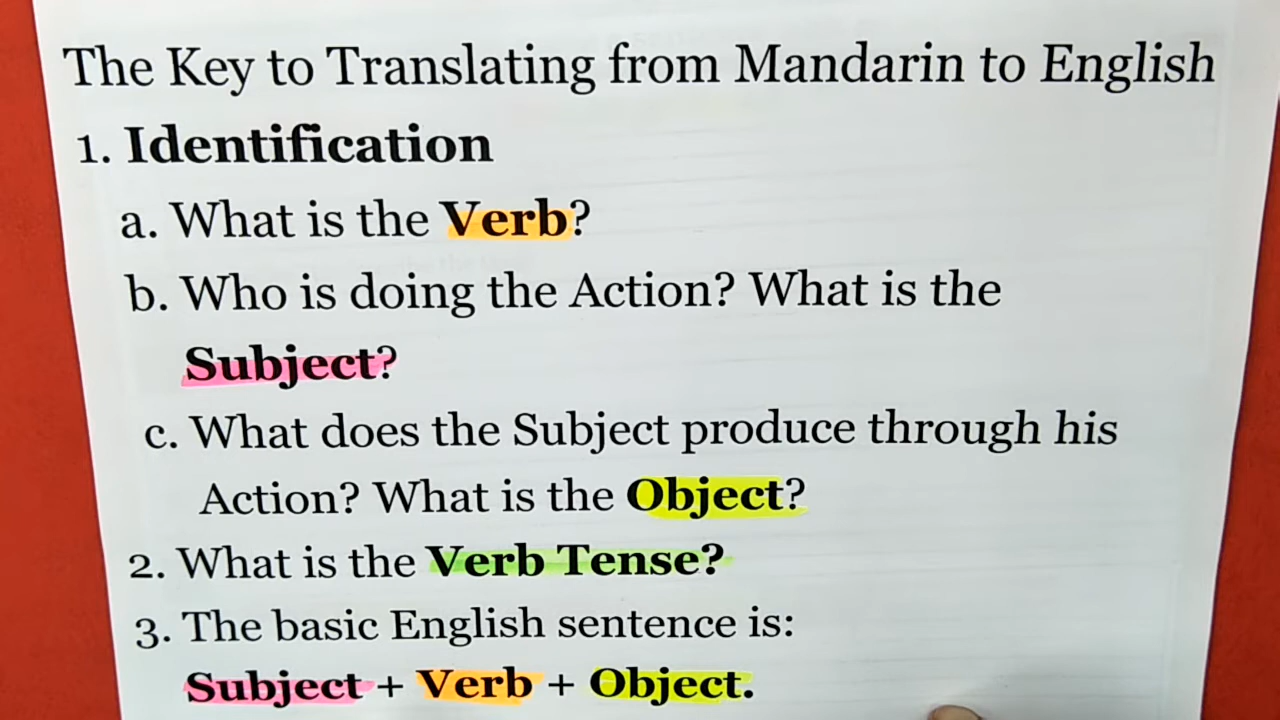 The Key to Translating from Mandarin to English
1. Identification
a. What is the Verb?
b. Who is doing the Action? What is the
Subject?
c. What does the Subject produce through his
Action? What is the Object?
2. What is the Verb Tense?
3. The basic English sentence is:
Subject + Verb + Object.